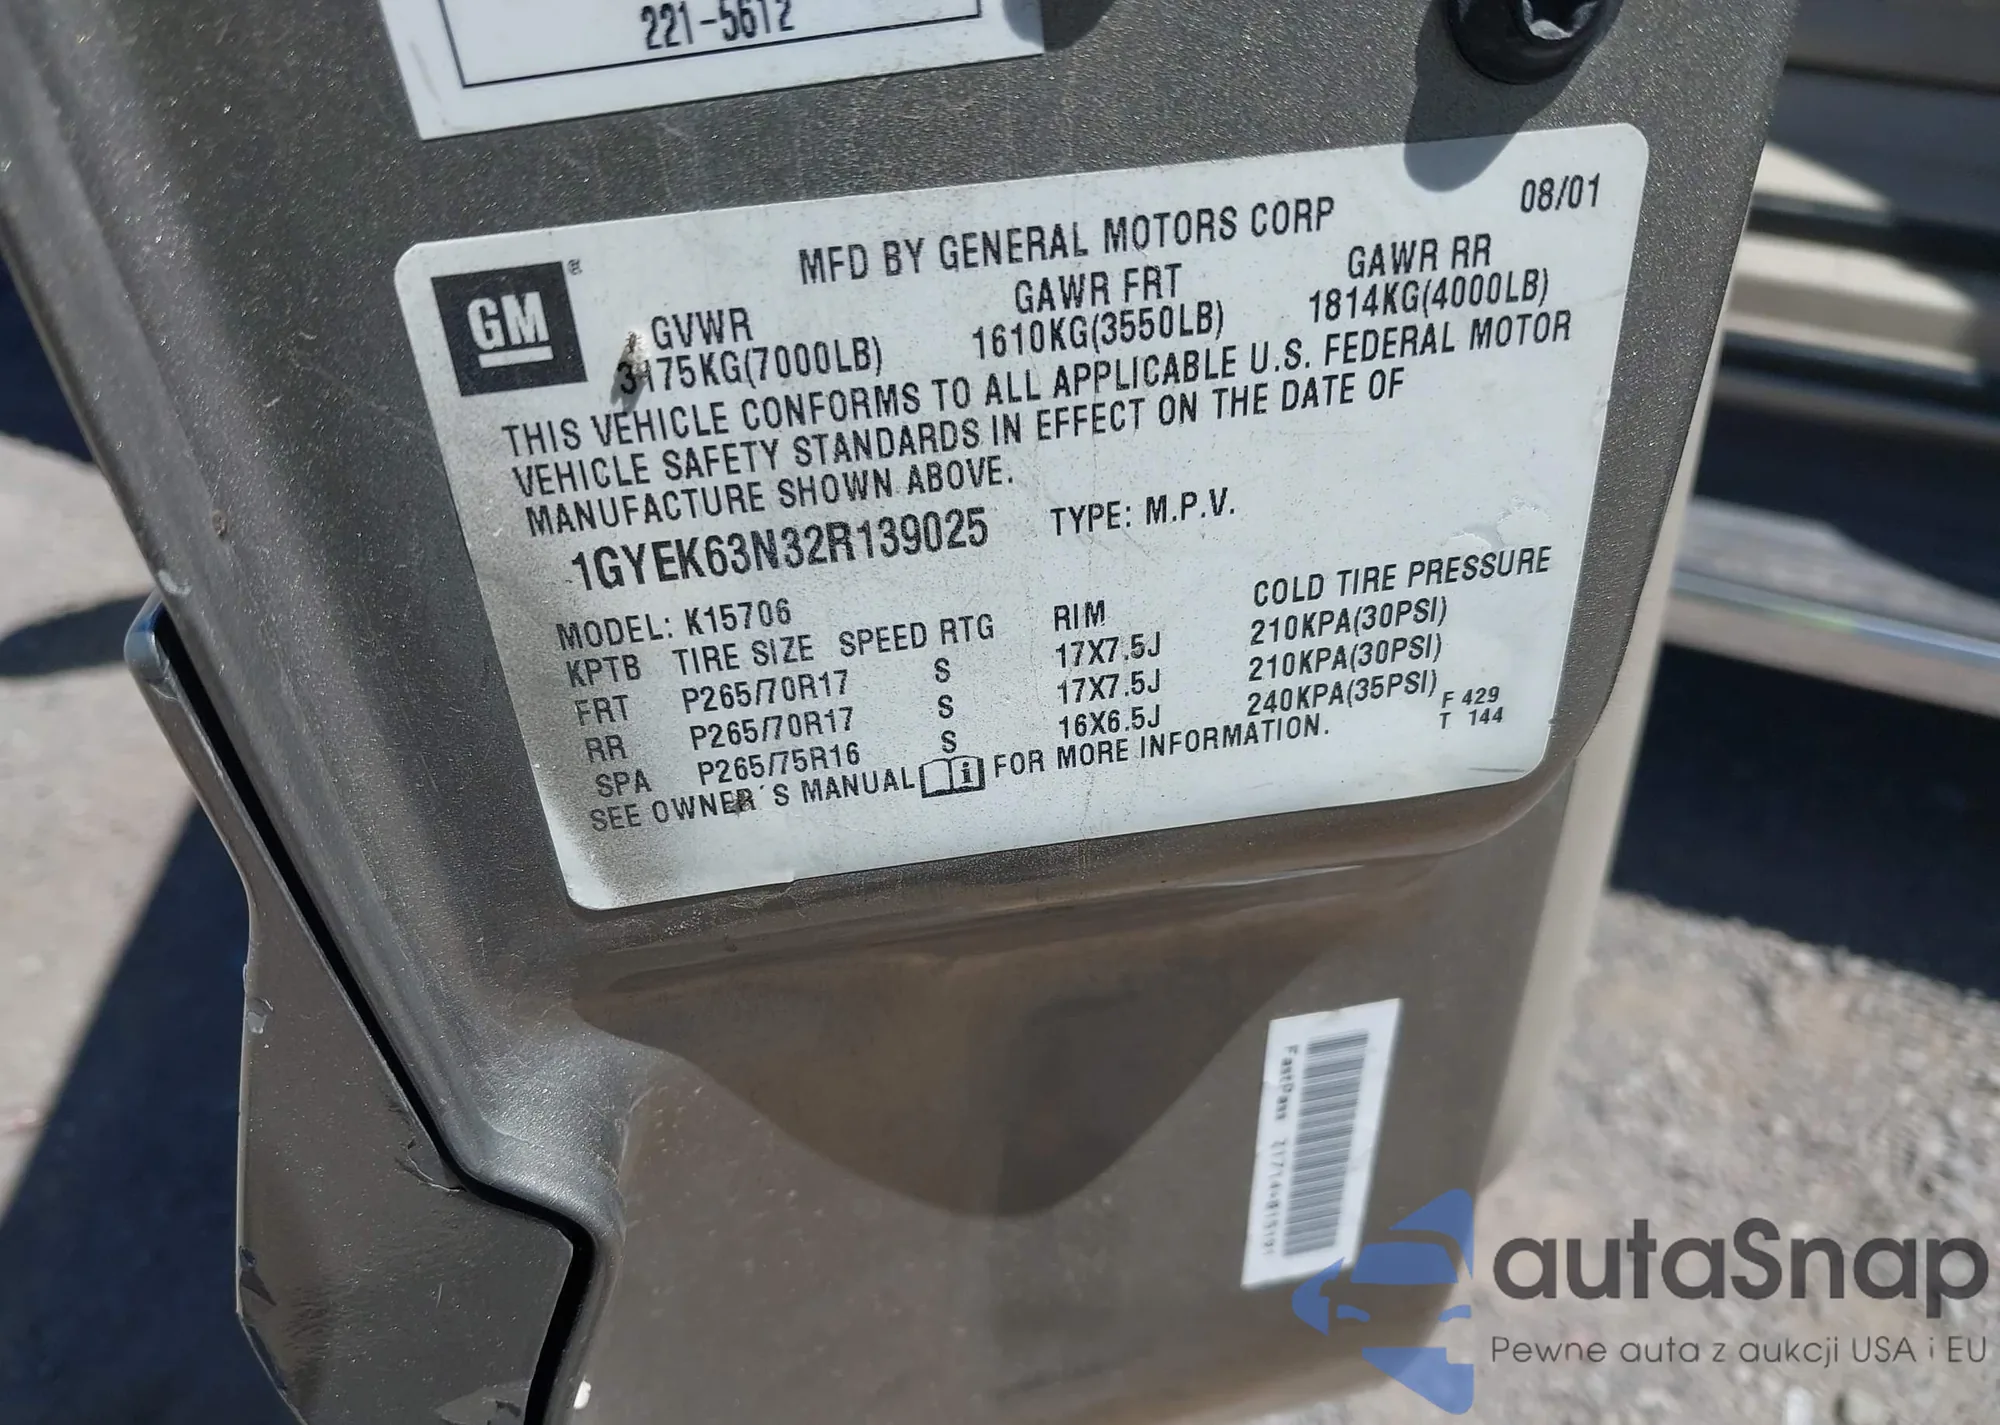 221-5612
MFD BY GENERAL MOTORS CORP 08/01
GM®
GVWR GAWR FRT GAWR RR
3175KG(7000LB) 1610KG(3550LB) 1814KG(4000LB)
THIS VEHICLE CONFORMS TO ALL APPLICABLE U.S. FEDERAL MOTOR
VEHICLE SAFETY STANDARDS IN EFFECT ON THE DATE OF
MANUFACTURE SHOWN ABOVE.
1GYEK63N32R139025 TYPE: M.P.V.
MODEL: K15706
KPTB TIRE SIZE SPEED RTG RIM COLD TIRE PRESSURE
FRT P265/70R17 S 17X7.5J 210KPA(30PSI)
RR P265/70R17 S 17X7.5J 210KPA(30PSI)
SPA P265/75R16 S 16X6.5J 240KPA(35PSI)
SEE OWNER´S MANUAL i FOR MORE INFORMATION.
F 429
T 144
FastPass
autaSnap
Pewne auta z aukcji USA i EU